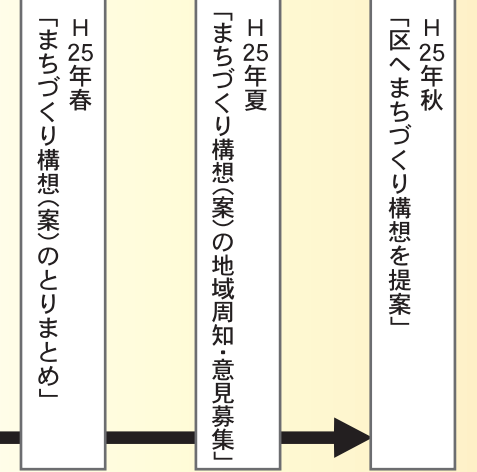 H25年春
「まちづくり構想（案）のとりまとめ」
H25年夏
「まちづくり構想（案）の地域周知・意見募集」
H25年秋
「区へまちづくり構想を提案」